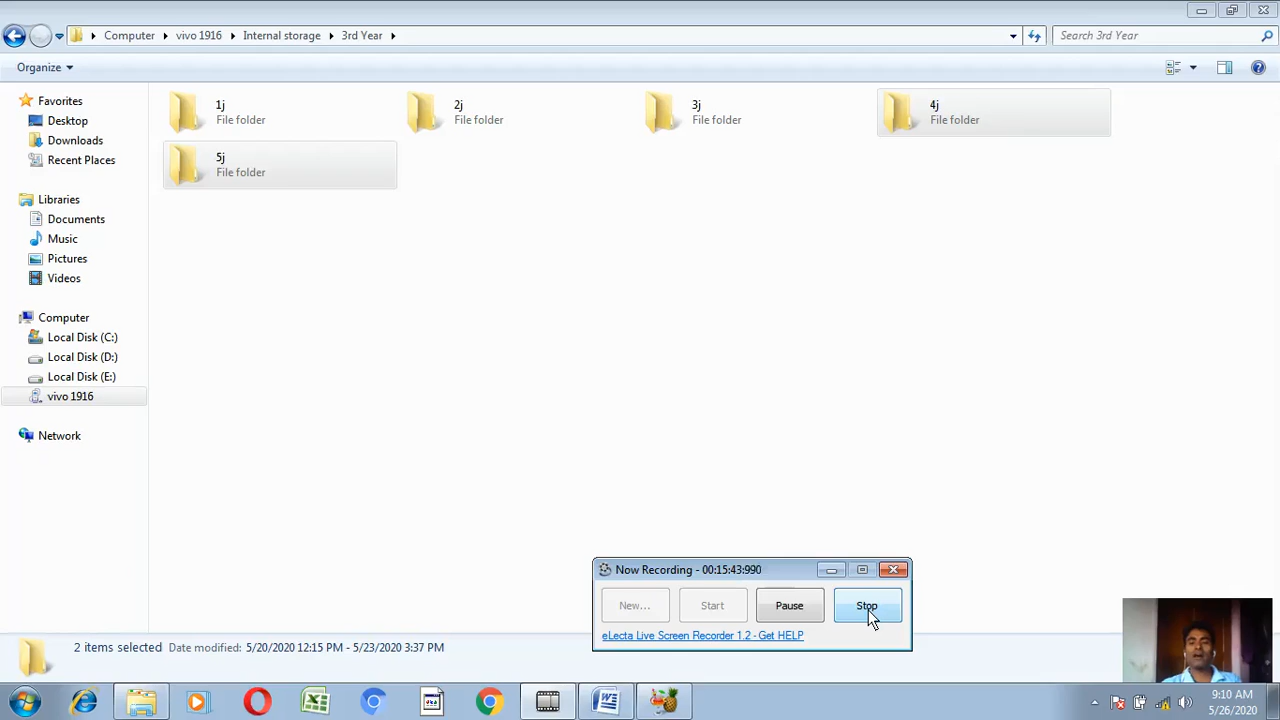 Computer vivo 1916 Internal storage 3rd Year
Search 3rd Year
Organize
Favorites
Desktop
Downloads
Recent Places
Libraries
Documents
Music
Pictures
Videos
Computer
Local Disk (C:)
Local Disk (D:)
Local Disk (E:)
vivo 1916
Network
1j
File folder
2j
File folder
3j
File folder
4j
File folder
5j
File folder
Now Recording - 00:15:43:990
New... Start Pause Stop
eLecta Live Screen Recorder 1.2 - Get HELP
2 items selected Date modified: 5/20/2020 12:15 PM - 5/23/2020 3:37 PM
9:10 AM
5/26/2020